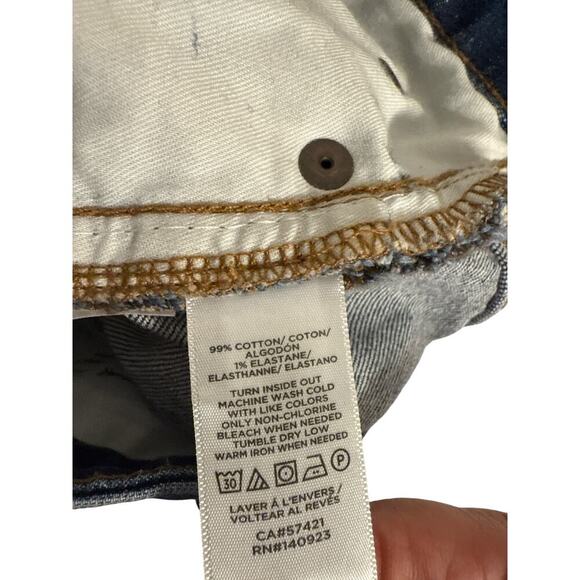 99% COTTON/ COTON/
ALGODÓN
1% ELASTANE/
ELASTHANNE/ ELASTANO
TURN INSIDE OUT
MACHINE WASH COLD
WITH LIKE COLORS
ONLY NON-CHLORINE
BLEACH WHEN NEEDED
TUMBLE DRY LOW
WARM IRON WHEN NEEDED
30 P
LAVER À L'ENVERS/
VOLTEAR AL REVÉS
CA#57421
RN#140923